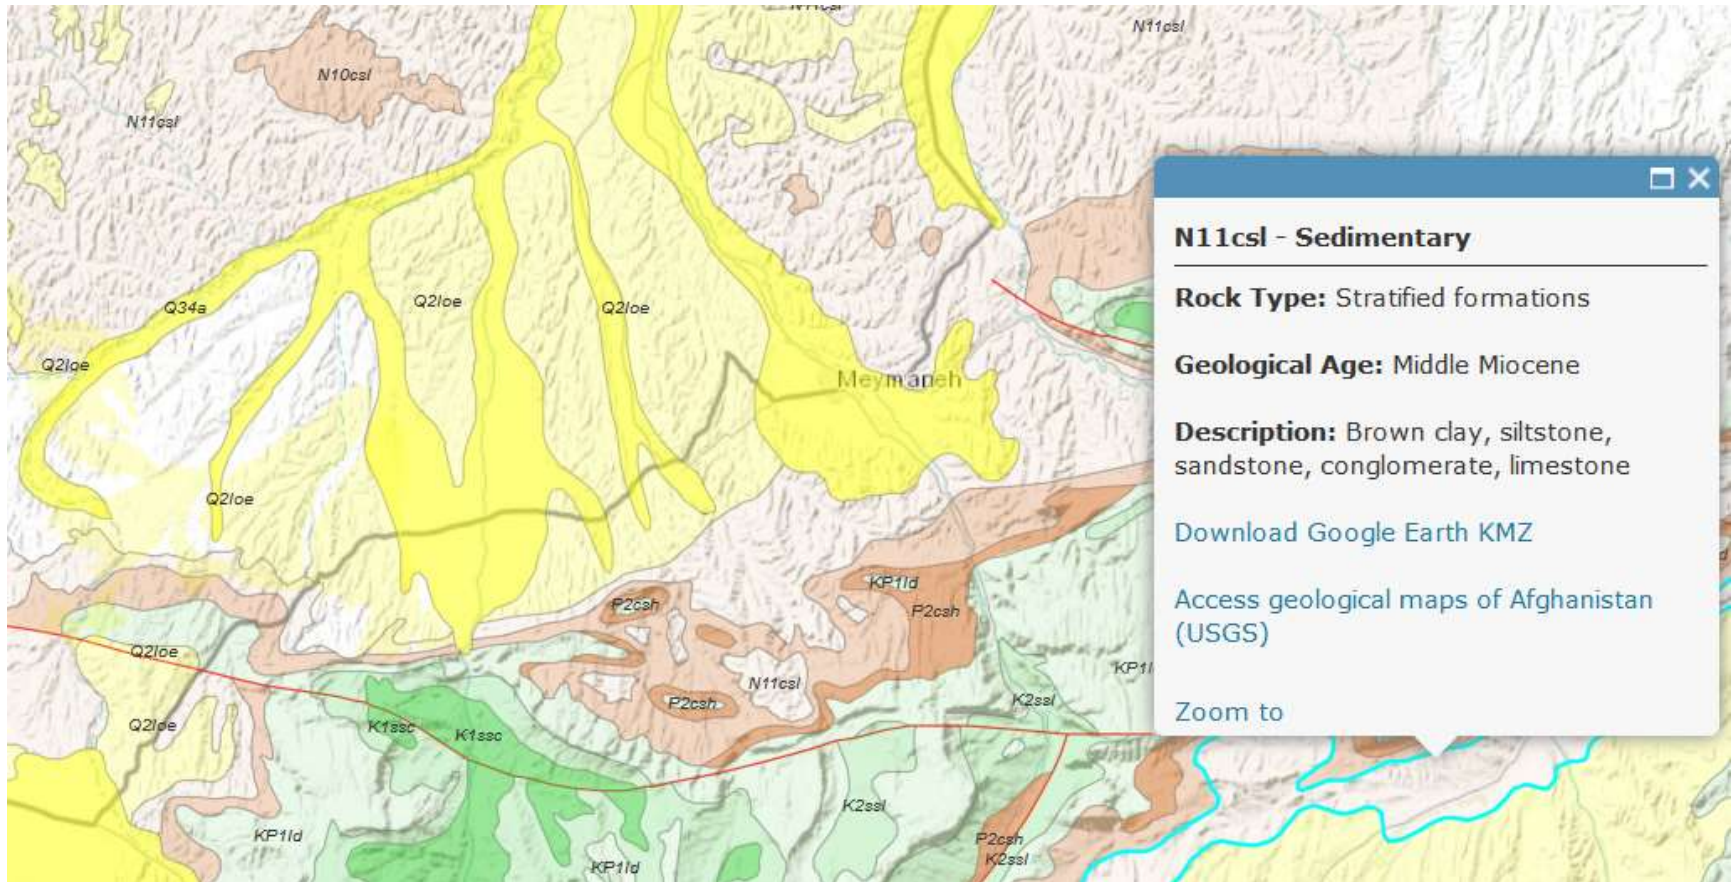 N11csl
N11csl
N10csl
N11csl
Q34a
Q2loe
Q2loe
Q2loe
Meymaneh
Q2loe
KP1ld
P2csh
P2csh
Q2loe
N11csl
P2csh
K2ssl
Q2loe
K1ssc
K1ssc
K2ssl
KP1ld
P2csh
K2ssl
KP1ld
N11csl - Sedimentary
Rock Type: Stratified formations
Geological Age: Middle Miocene
Description: Brown clay, siltstone,
sandstone, conglomerate, limestone
Download Google Earth KMZ
Access geological maps of Afghanistan
(USGS)
Zoom to